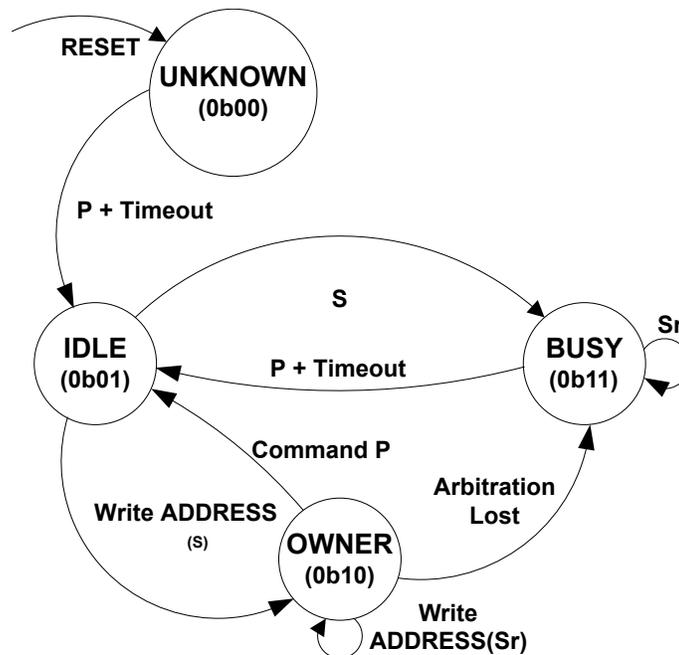 RESET
UNKNOWN
(0b00)
P + Timeout
S
IDLE
(0b01)
BUSY
(0b11)
Sr
P + Timeout
Command P
Write ADDRESS
(S)
Arbitration
Lost
OWNER
(0b10)
Write
ADDRESS(Sr)